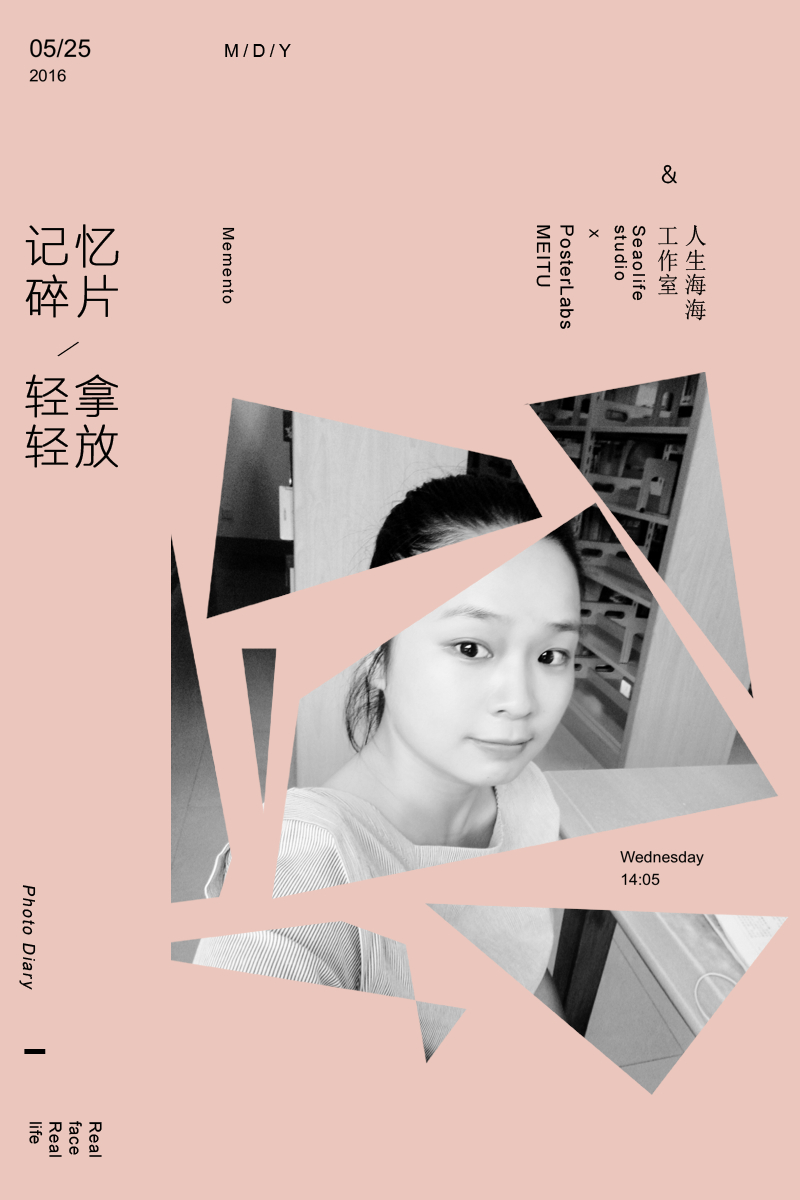 05/25
2016
M/D/Y
&
记忆
碎片
/
轻拿
轻放
Memento
人生海海
工作室
Seaolife
studio
x
PosterLabs
MEITU
Wednesday
14:05
Photo Diary
Real
face
Real
life